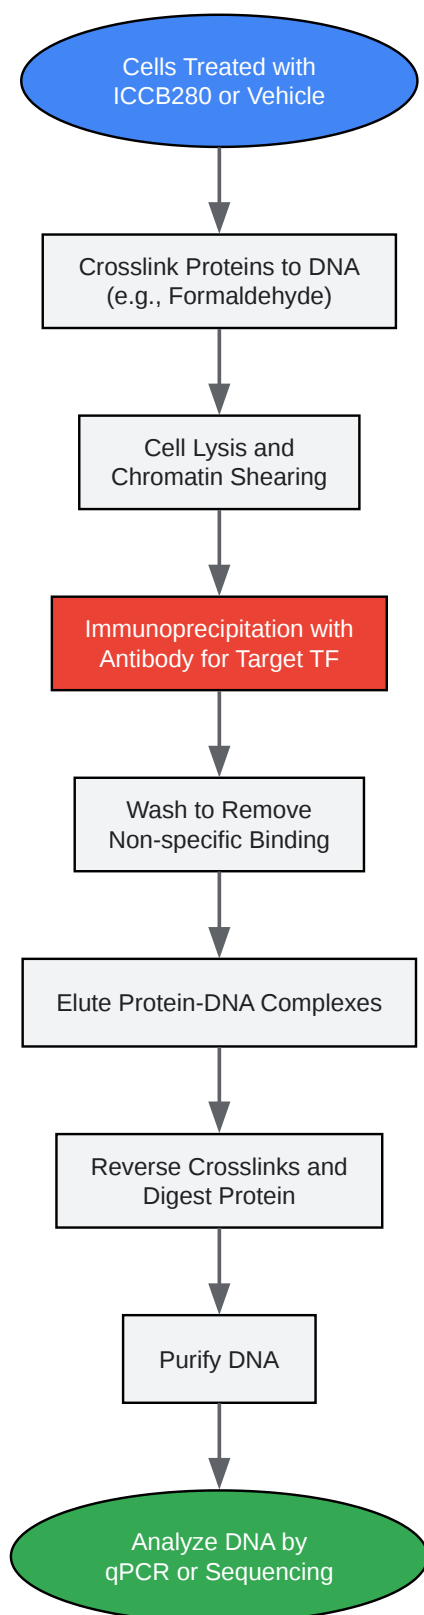 Cells Treated with
ICCB280 or Vehicle
Crosslink Proteins to DNA
(e.g., Formaldehyde)
Cell Lysis and
Chromatin Shearing
Immunoprecipitation with
Antibody for Target TF
Wash to Remove
Non-specific Binding
Elute Protein-DNA Complexes
Reverse Crosslinks and
Digest Protein
Purify DNA
Analyze DNA by
qPCR or Sequencing